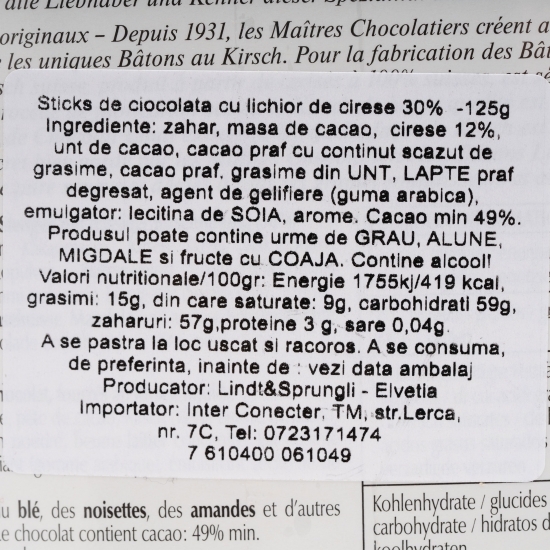 alle Liebhaber und Kenner dieser
originaux – Depuis 1931, les Maîtres Chocolatiers créent a
les uniques Bâtons au Kirsch. Pour la fabrication des Bât
Sticks de ciocolata cu lichior de cirese 30% -125g
Ingrediente: zahar, masa de cacao, cirese 12%,
unt de cacao, cacao praf cu continut scazut de
grasime, cacao praf, grasime din UNT, LAPTE praf
degresat, agent de gelifiere (guma arabica),
emulgator: lecitina de SOIA, arome. Cacao min 49%.
Produsul poate contine urme de GRAU, ALUNE,
MIGDALE si fructe cu COAJA. Contine alcool!
Valori nutritionale/100gr: Energie 1755kj/419 kcal,
grasimi: 15g, din care saturate: 9g, carbohidrati 59g,
zaharuri: 57g,proteine 3 g, sare 0,04g.
A se pastra la loc uscat si racoros. A se consuma,
de preferinta, inainte de : vezi data ambalaj
Producator: Lindt&Sprungli - Elvetia
Importator: Inter Conecter, TM, str.Lerca,
nr. 7C, Tel: 0723171474
7 610400 061049
u blé, des noisettes, des amandes et d'autres
e chocolat contient cacao: 49% min.
Kohlenhydrate / glucides
carbohydrate / hidratos d
koolhydraten